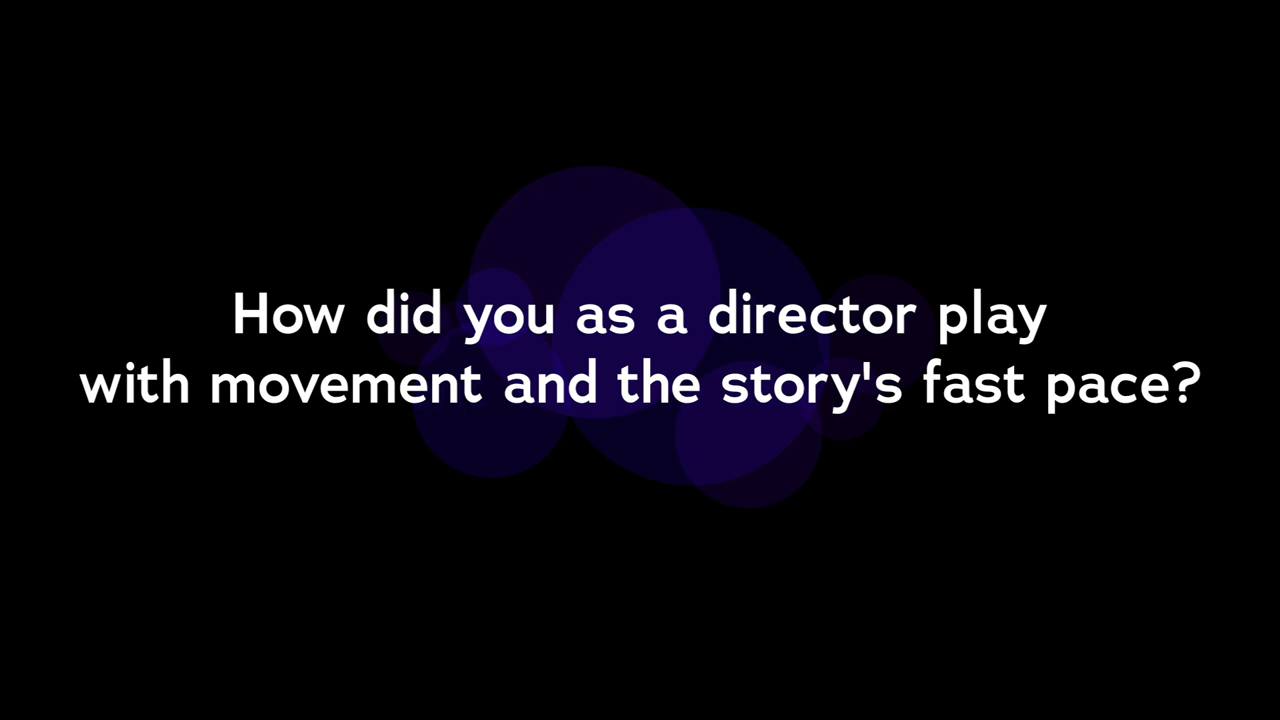 How did you as a director play
with movement and the story's fast pace?